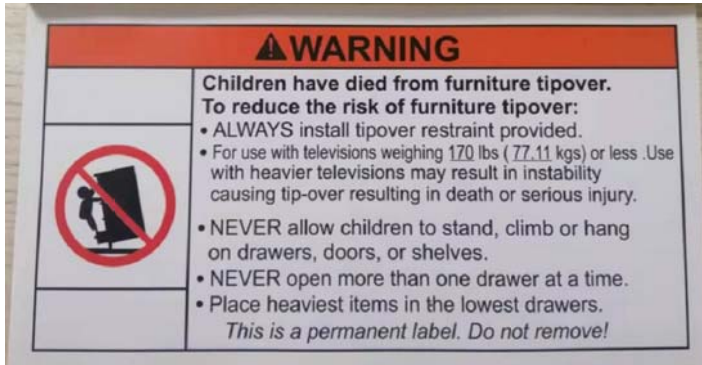 WARNING
Children have died from furniture tipover.
To reduce the risk of furniture tipover:
• ALWAYS install tipover restraint provided.
• For use with televisions weighing 170 lbs ( 77.11 kgs) or less .Use
with heavier televisions may result in instability
causing tip-over resulting in death or serious injury.
• NEVER allow children to stand, climb or hang
on drawers, doors, or shelves.
• NEVER open more than one drawer at a time.
• Place heaviest items in the lowest drawers.
This is a permanent label. Do not remove!